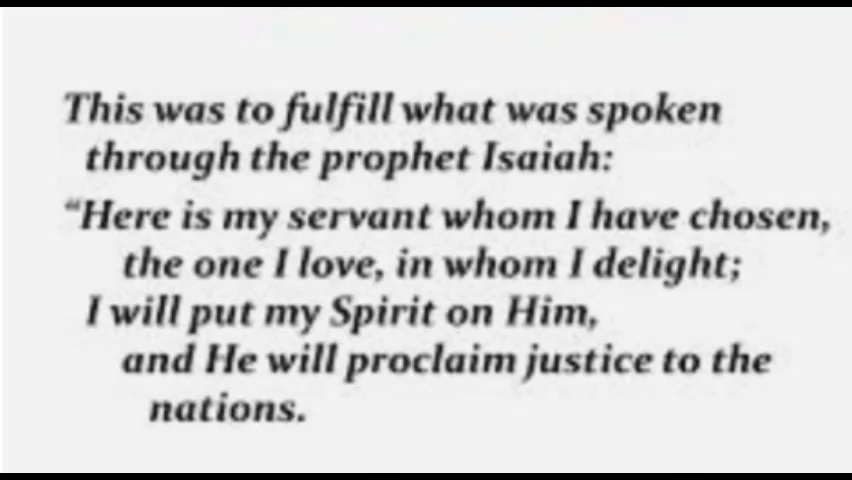 This was to fulfill what was spoken
through the prophet Isaiah:
“Here is my servant whom I have chosen,
the one I love, in whom I delight;
I will put my Spirit on Him,
and He will proclaim justice to the
nations.